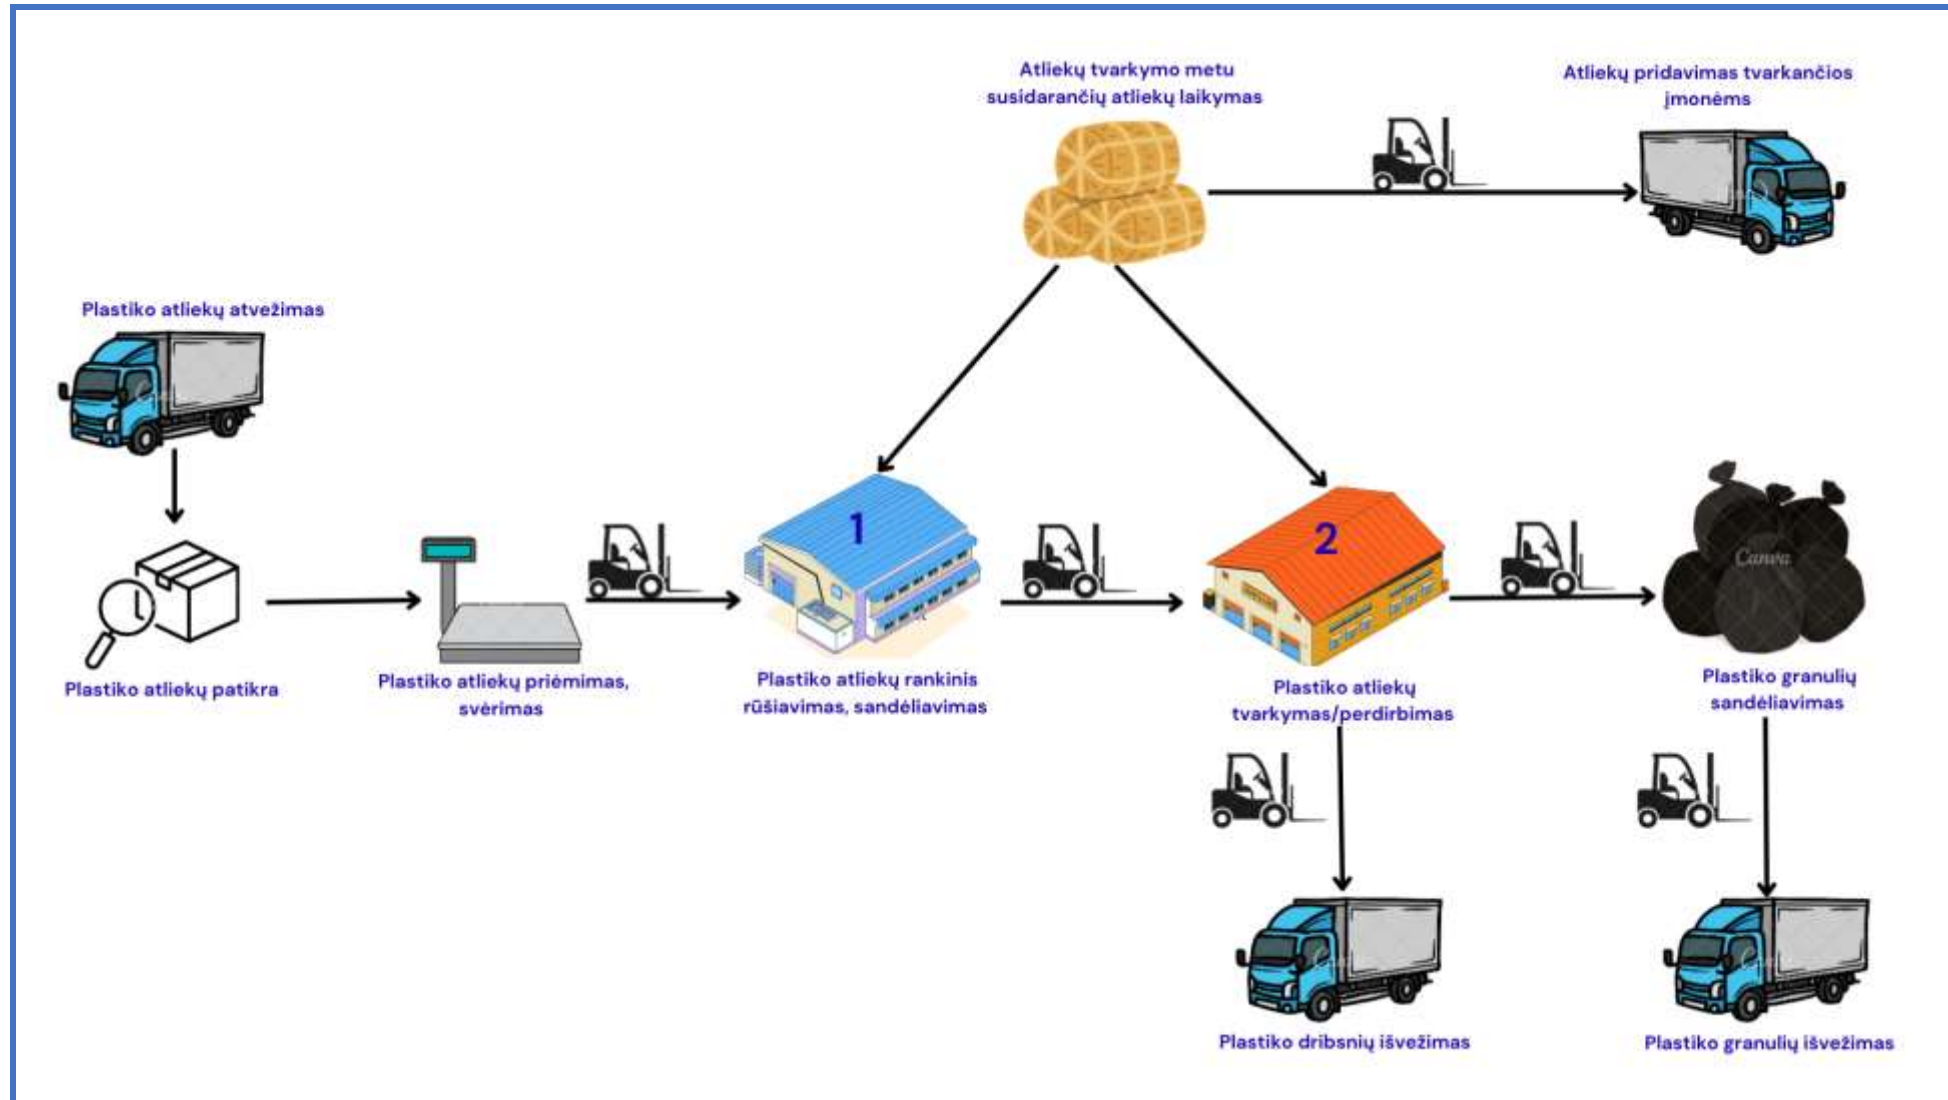 Atliekų tvarkymo metu
susidarančių atliekų laikymas
Atliekų pridavimas tvarkančios
įmonėms
Plastiko atliekų atvežimas
1
2
Canva
Plastiko atliekų patikra
Plastiko atliekų priėmimas,
svėrimas
Plastiko atliekų rankinis
rūšiavimas, sandėliavimas
Plastiko atliekų
tvarkymas/perdirbimas
Plastiko granulių
sandėliavimas
Plastiko dribsnių išvežimas
Plastiko granulių išvežimas